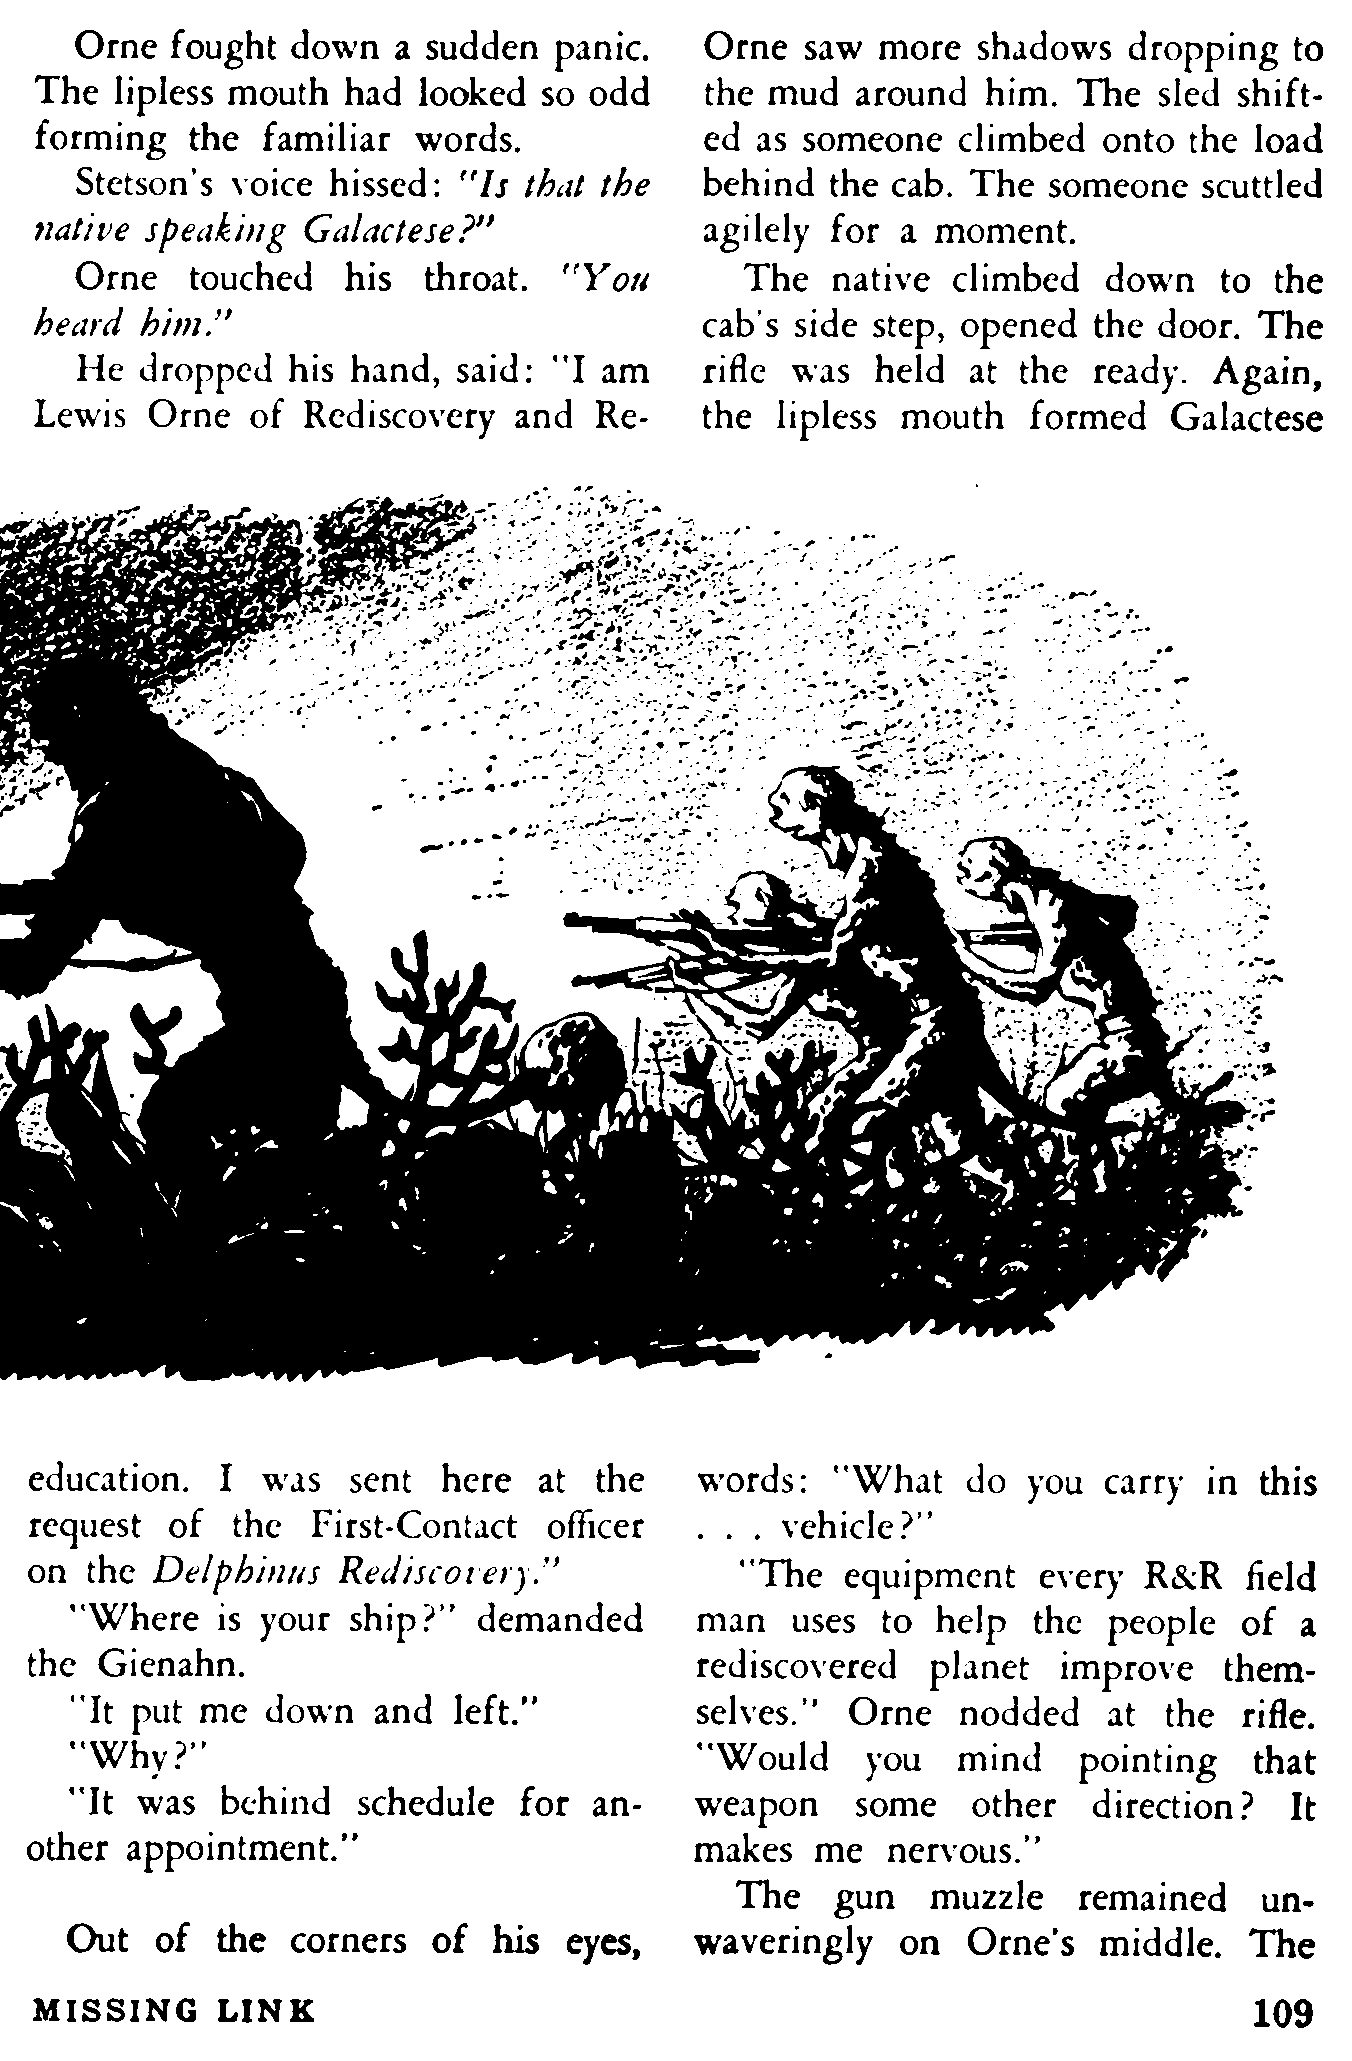 Orne fought down a sudden panic.
The lipless mouth had looked so odd
forming the familiar words.
Stetson's voice hissed: "Is that the
native speaking Galactese?"
Orne touched his throat. "You
heard him."
He dropped his hand, said: "I am
Lewis Orne of Rediscovery and Re-
education. I was sent here at the
request of the First-Contact officer
on the Delphinus Rediscovery."
"Where is your ship?" demanded
the Gienahn.
"It put me down and left."
"Why?"
"It was behind schedule for an-
other appointment."
Out of the corners of his eyes,
Orne saw more shadows dropping to
the mud around him. The sled shift-
ed as someone climbed onto the load
behind the cab. The someone scuttled
agilely for a moment.
The native climbed down to the
cab's side step, opened the door. The
rifle was held at the ready. Again,
the lipless mouth formed Galactese
words: "What do you carry in this
. . . vehicle?"
"The equipment every R&R field
man uses to help the people of a
rediscovered planet improve them-
selves." Orne nodded at the rifle.
"Would you mind pointing that
weapon some other direction? It
makes me nervous."
The gun muzzle remained un-
waveringly on Orne's middle. The
MISSING LINK
109